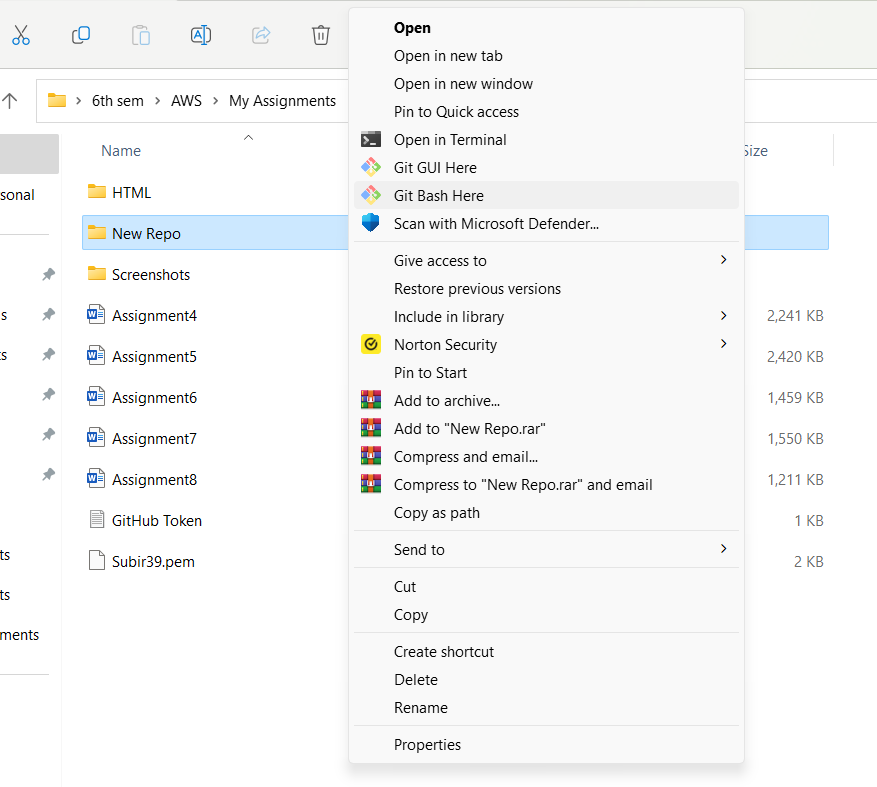 6th sem > AWS > My Assignments
Name
Size
sonal
s
ts
ts
ts
ments
HTML
New Repo
Screenshots
Assignment4 2,241 KB
Assignment5 2,420 KB
Assignment6 1,459 KB
Assignment7 1,550 KB
Assignment8 1,211 KB
GitHub Token 1 KB
Subir39.pem 2 KB
Open
Open in new tab
Open in new window
Pin to Quick access
Open in Terminal
Git GUI Here
Git Bash Here
Scan with Microsoft Defender...
Give access to
Restore previous versions
Include in library
Norton Security
Pin to Start
Add to archive...
Add to "New Repo.rar"
Compress and email...
Compress to "New Repo.rar" and email
Copy as path
Send to
Cut
Copy
Create shortcut
Delete
Rename
Properties